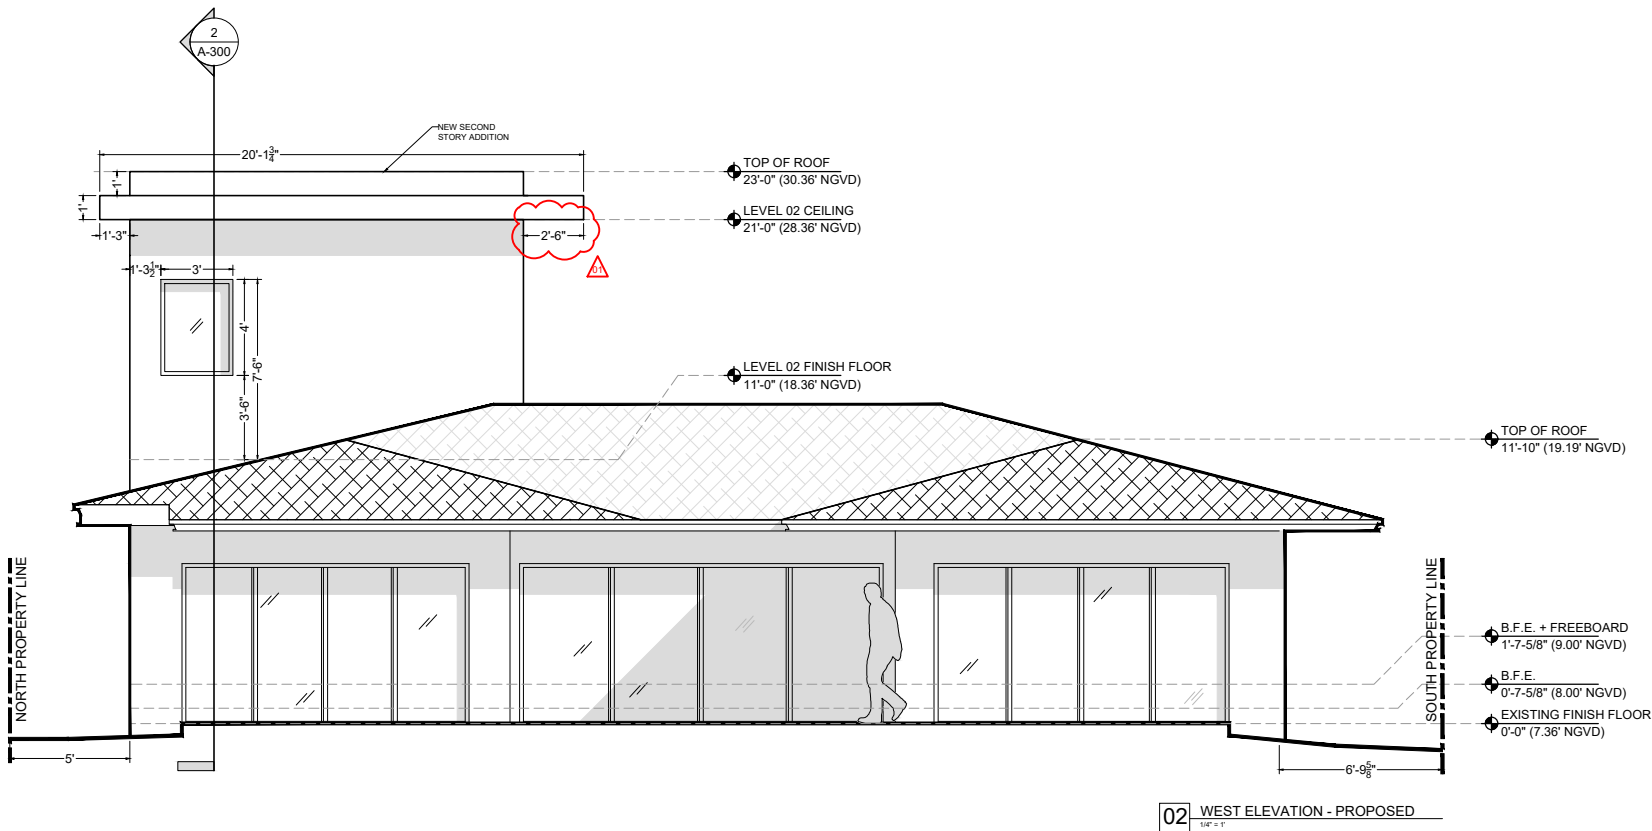 2
A-300
NEW SECOND
STORY ADDITION
20'-1¾"
TOP OF ROOF
23'-0" (30.36' NGVD)
1'
1'
LEVEL 02 CEILING
21'-0" (28.36' NGVD)
1'-3"
2'-6"
01
1'-3½"
3'
4'
7'-6"
3'-6"
LEVEL 02 FINISH FLOOR
11'-0" (18.36' NGVD)
TOP OF ROOF
11'-10" (19.19' NGVD)
NORTH PROPERTY LINE
SOUTH PROPERTY LINE
B.F.E. + FREEBOARD
1'-7-5/8" (9.00' NGVD)
B.F.E.
0'-7-5/8" (8.00' NGVD)
EXISTING FINISH FLOOR
0'-0" (7.36' NGVD)
5'
6'-9⅝"
02
WEST ELEVATION - PROPOSED
1/4" = 1'